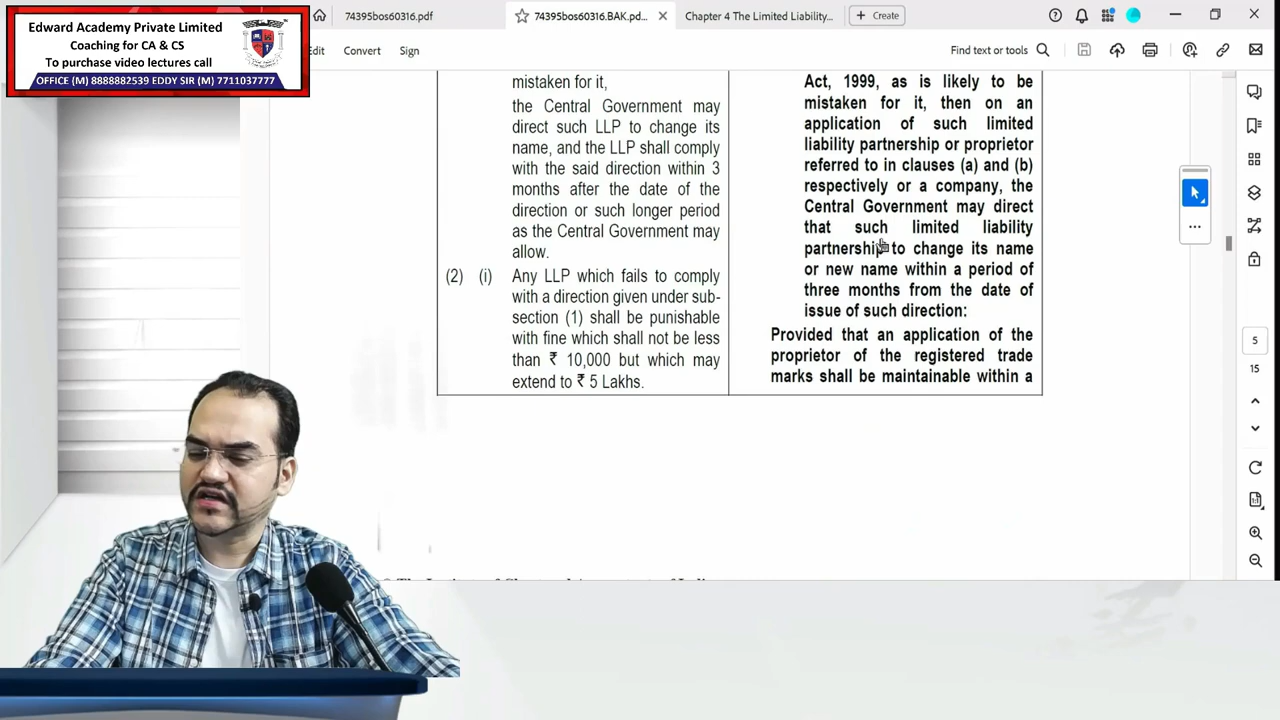 Edward Academy Private Limited
Coaching for CA & CS
To purchase video lectures call
OFFICE (M) 8888882539 EDDY SIR (M) 7711037777
74395bos60316.pdf
74395bos60316.BAK.pd...
Chapter 4 The Limited Liability...
Create
Edit
Convert
Sign
Find text or tools
mistaken for it,
the Central Government may
direct such LLP to change its
name, and the LLP shall comply
with the said direction within 3
months after the date of the
direction or such longer period
as the Central Government may
allow.
(2) (i) Any LLP which fails to comply
with a direction given under sub-
section (1) shall be punishable
with fine which shall not be less
than ₹ 10,000 but which may
extend to ₹ 5 Lakhs.
Act, 1999, as is likely to be
mistaken for it, then on an
application of such limited
liability partnership or proprietor
referred to in clauses (a) and (b)
respectively or a company, the
Central Government may direct
that such limited liability
partnership to change its name
or new name within a period of
three months from the date of
issue of such direction:
Provided that an application of the
proprietor of the registered trade
marks shall be maintainable within a
5
15